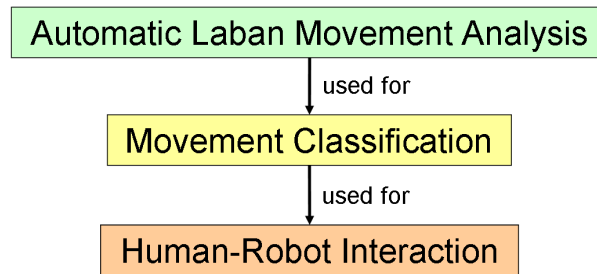 Automatic Laban Movement Analysis
used for
Movement Classification
used for
Human-Robot Interaction